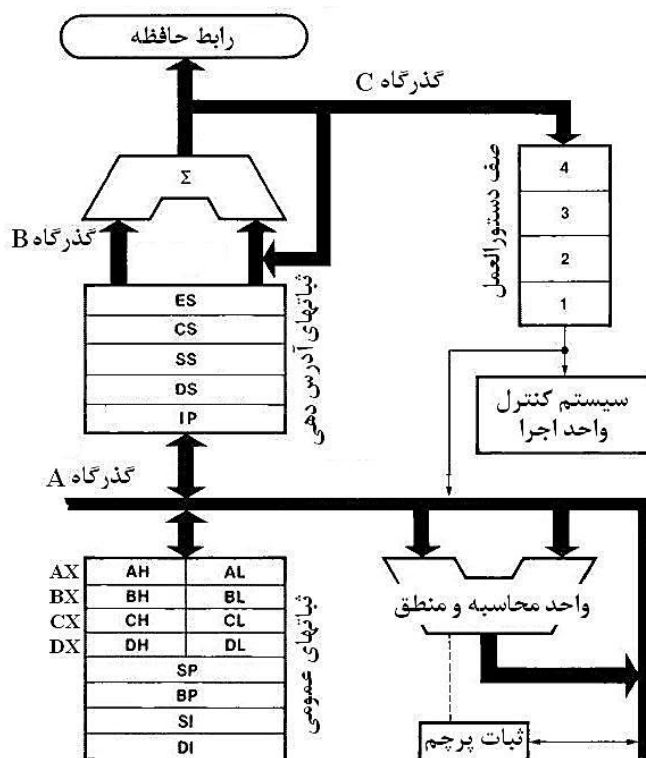 رابط حافظه
گذرگاه C
Σ
گذرگاه B
صف دستورالعمل
4
3
2
1
ES
CS
SS
DS
IP
ثباتهای آدرس دهی
سیستم کنترل
واحد اجرا
گذرگاه A
AX AH AL
BX BH BL
CX CH CL
DX DH DL
SP
BP
SI
DI
ثباتهای عمومی
واحد محاسبه و منطق
ثبات پرچم